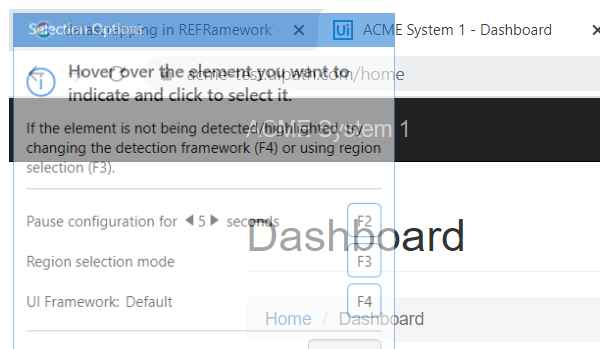 Selection Options
datascrapping in REFRamework -
Ui ACME System 1 - Dashboard
acme-test.uipath.com/home
Hover over the element you want to
indicate and click to select it.
ACME System 1
If the element is not being detected/highlighted, try
changing the detection framework (F4) or using region
selection (F3).
Pause configuration for 5 seconds F2
Dashboard
Region selection mode F3
UI Framework: Default F4
Home / Dashboard